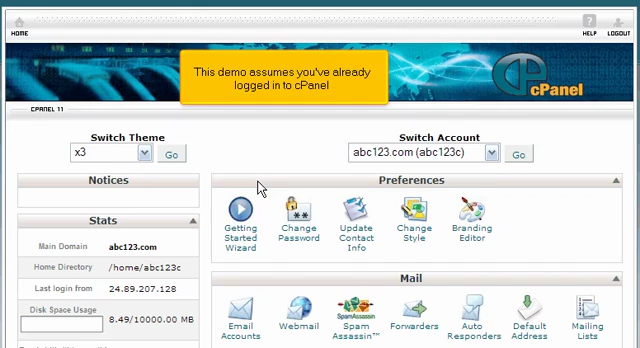 HOME
HELP
LOGOUT
This demo assumes you've already
logged in to cPanel
cPanel
CPANEL 11
Switch Theme
Switch Account
x3
Go
abc123.com (abc123c)
Go
Notices
Preferences
Getting
Started
Wizard
Change
Password
Update
Contact
Info
Change
Style
Branding
Editor
Stats
Main Domain
abc123.com
Home Directory
/home/abc123c
Last login from
24.89.207.128
Disk Space Usage
8.49/10000.00 MB
Mail
SpamAssassin
Email
Accounts
Webmail
Spam
Assassin™
Forwarders
Auto
Responders
Default
Address
Mailing
Lists